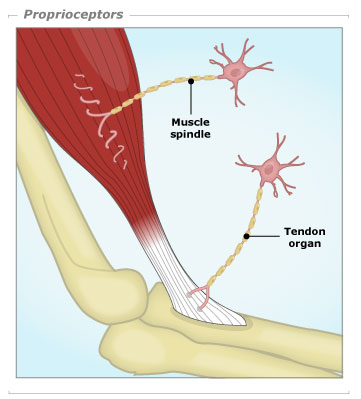 Proprioceptors
Muscle
spindle
Tendon
organ